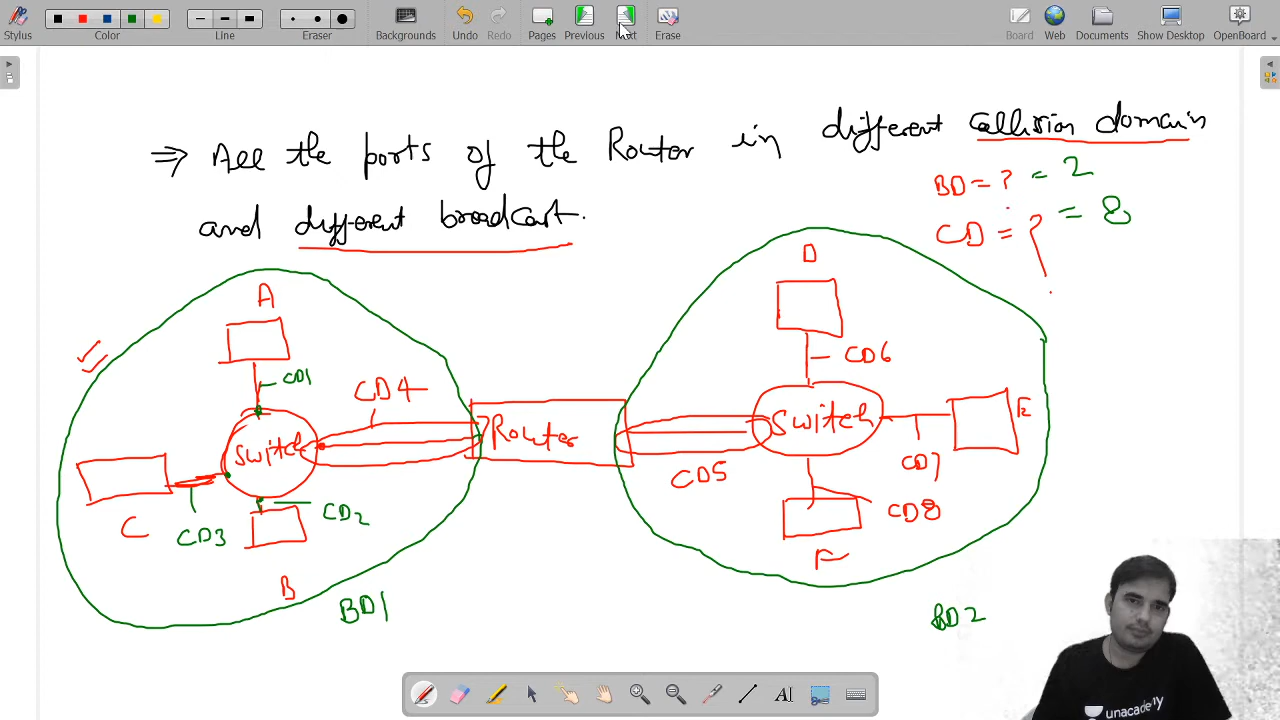 Stylus
Color
Line
Eraser
Backgrounds
Undo
Redo
Pages
Previous
Erase
Board
Web
Documents
Show Desktop
OpenBoard
⇒ All the ports of the Router in different collision domain
and different broadcast.
BD = ? = 2
CD = ? = 8
A
CD1
CD4
Switch
C
CD3
CD2
B
BD1
Router
D
CD6
Switch
E
CD5
CD7
CD8
F
BD2
unacademy